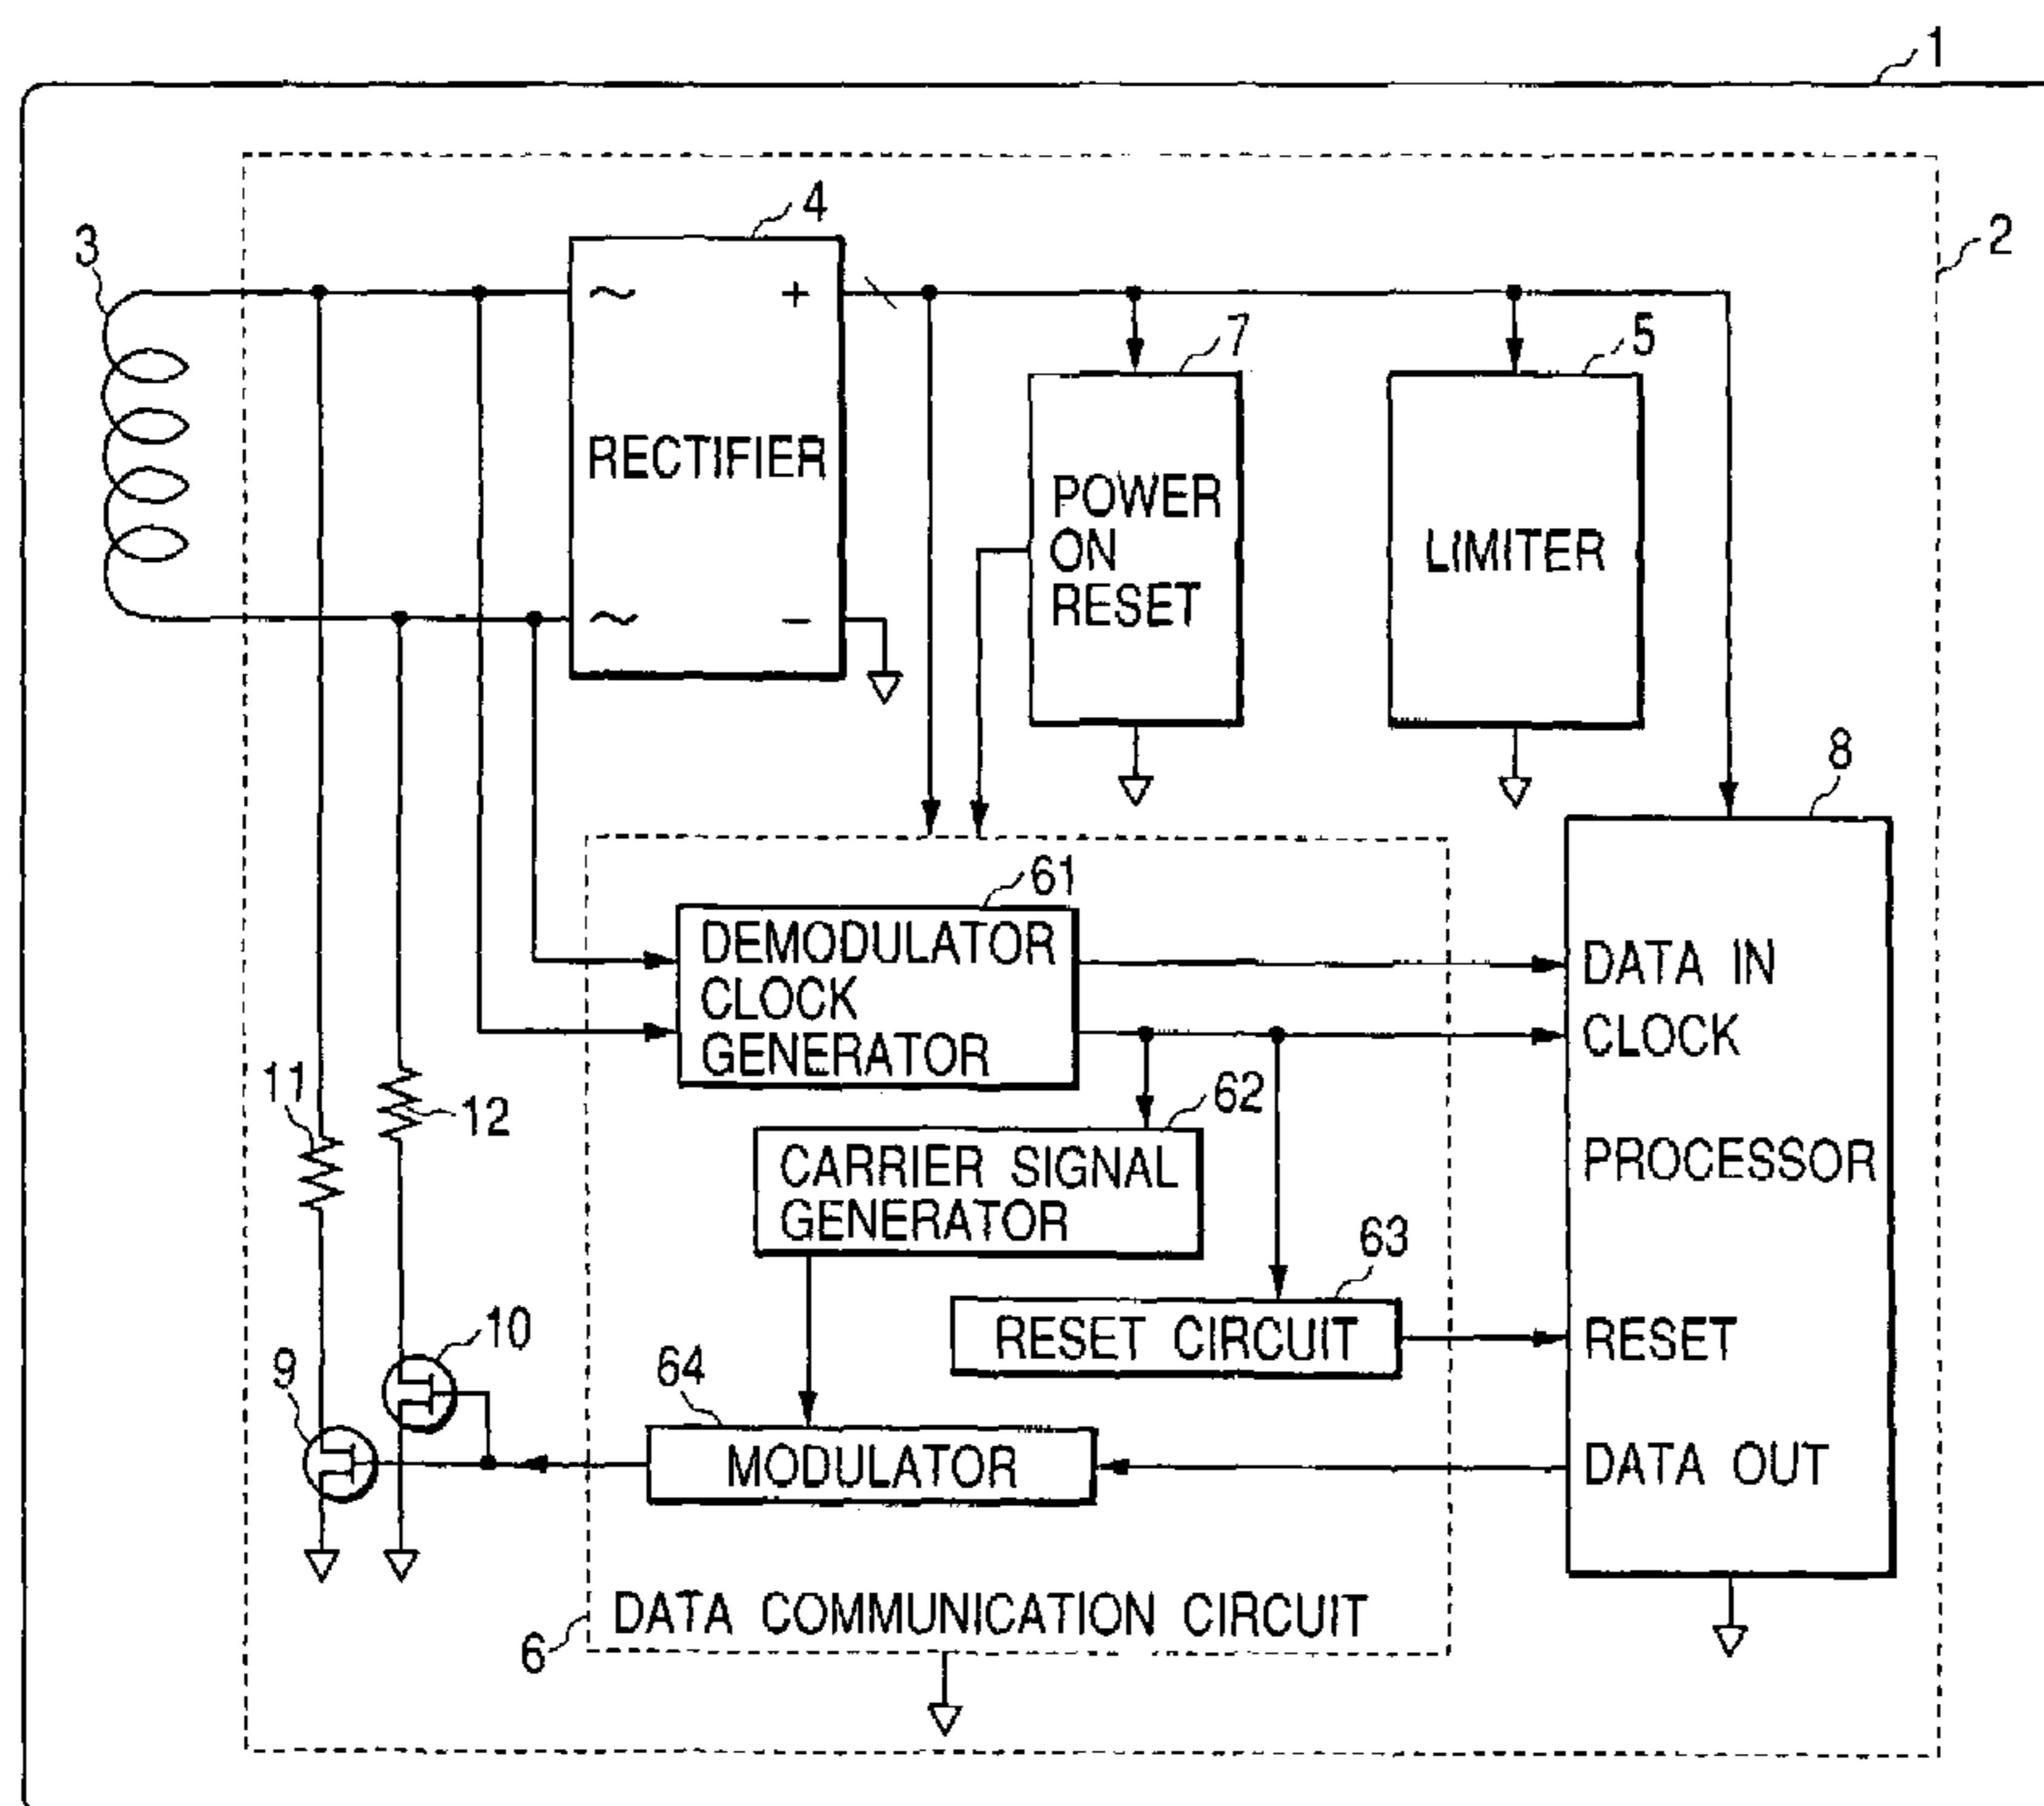 1
2
3
4
RECTIFIER
~
+
~
−
7
POWER
ON
RESET
5
LIMITER
8
61
DEMODULATOR
CLOCK
GENERATOR
DATA IN
CLOCK
PROCESSOR
RESET
DATA OUT
11
12
62
CARRIER SIGNAL
GENERATOR
63
RESET CIRCUIT
10
9
64
MODULATOR
DATA COMMUNICATION CIRCUIT
6